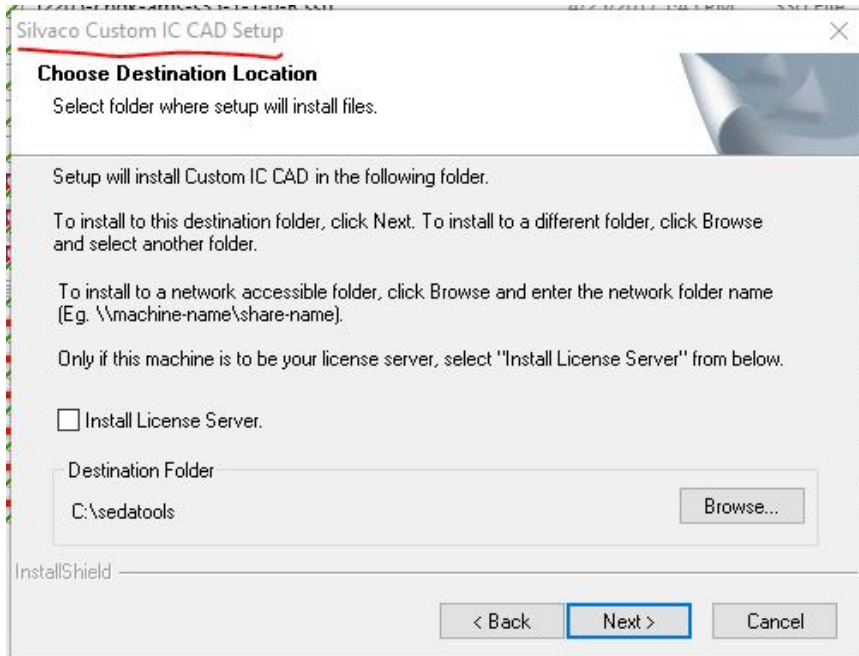 Silvaco Custom IC CAD Setup
Choose Destination Location
Select folder where setup will install files.
Setup will install Custom IC CAD in the following folder.
To install to this destination folder, click Next. To install to a different folder, click Browse
and select another folder.
To install to a network accessible folder, click Browse and enter the network folder name
(Eg. \\machine-name\share-name).
Only if this machine is to be your license server, select "Install License Server" from below.
Install License Server.
Destination Folder
C:\sedatools
Browse...
InstallShield
< Back
Next >
Cancel